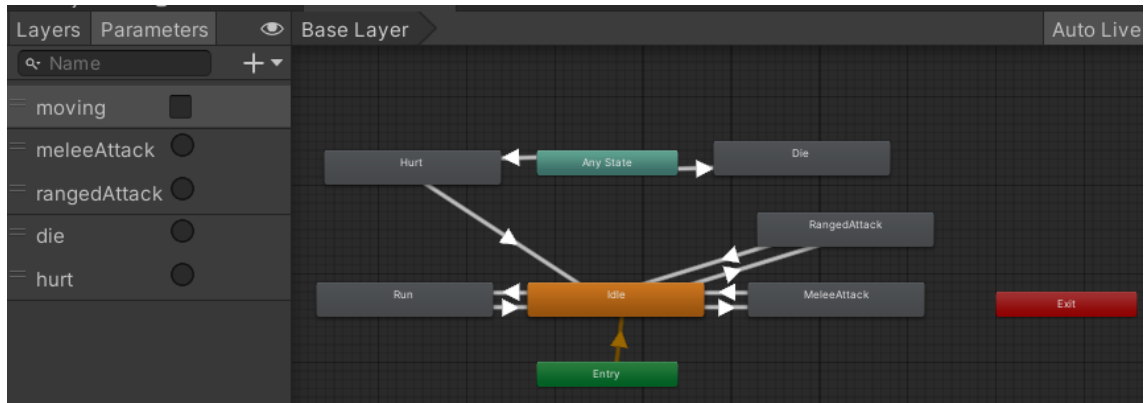 Layers Parameters Base Layer Auto Live
Name
moving
meleeAttack
rangedAttack
die
hurt
Hurt Any State Die
RangedAttack
Run Idle MeleeAttack Exit
Entry